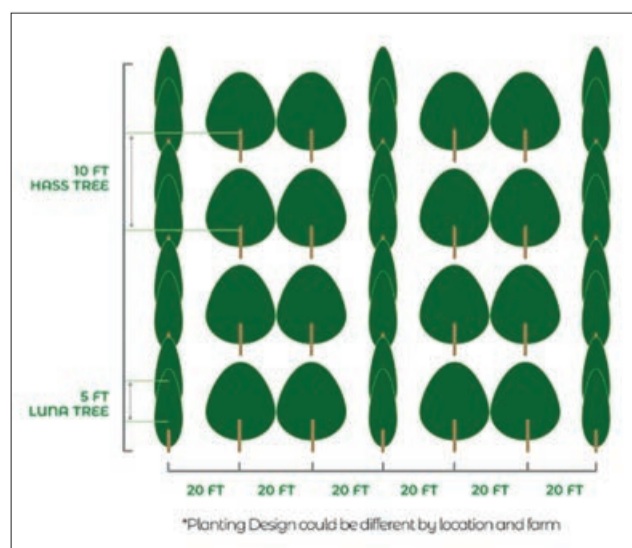 10 FT
HASS TREE
5 FT
LUNA TREE
20 FT 20 FT 20 FT 20 FT 20 FT 20 FT
*Planting Design could be different by location and farm